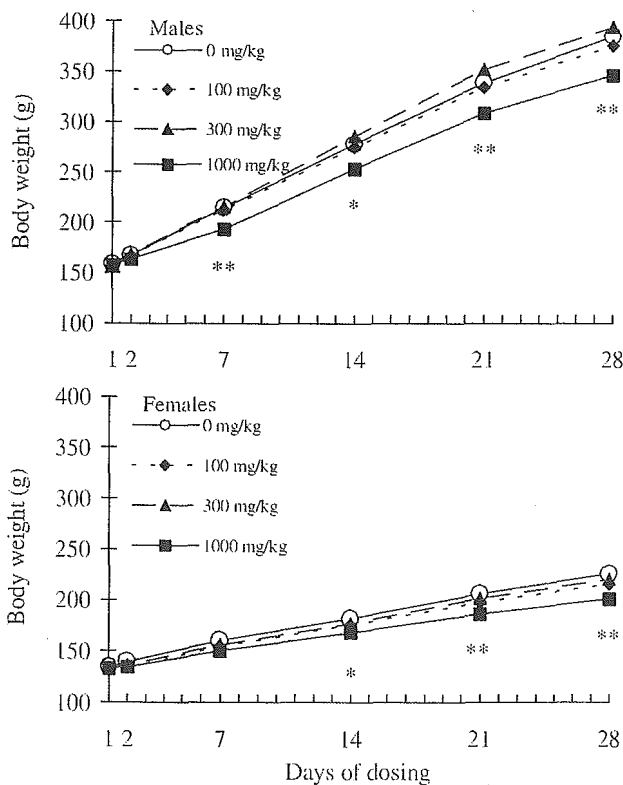 Males
0 mg/kg
100 mg/kg
300 mg/kg
1000 mg/kg
Body weight (g)
400
350
300
250
200
150
100
**
*
**
**
1 2 7 14 21 28
Females
0 mg/kg
100 mg/kg
300 mg/kg
1000 mg/kg
Body weight (g)
400
350
300
250
200
150
100
*
**
**
1 2 7 14 21 28
Days of dosing